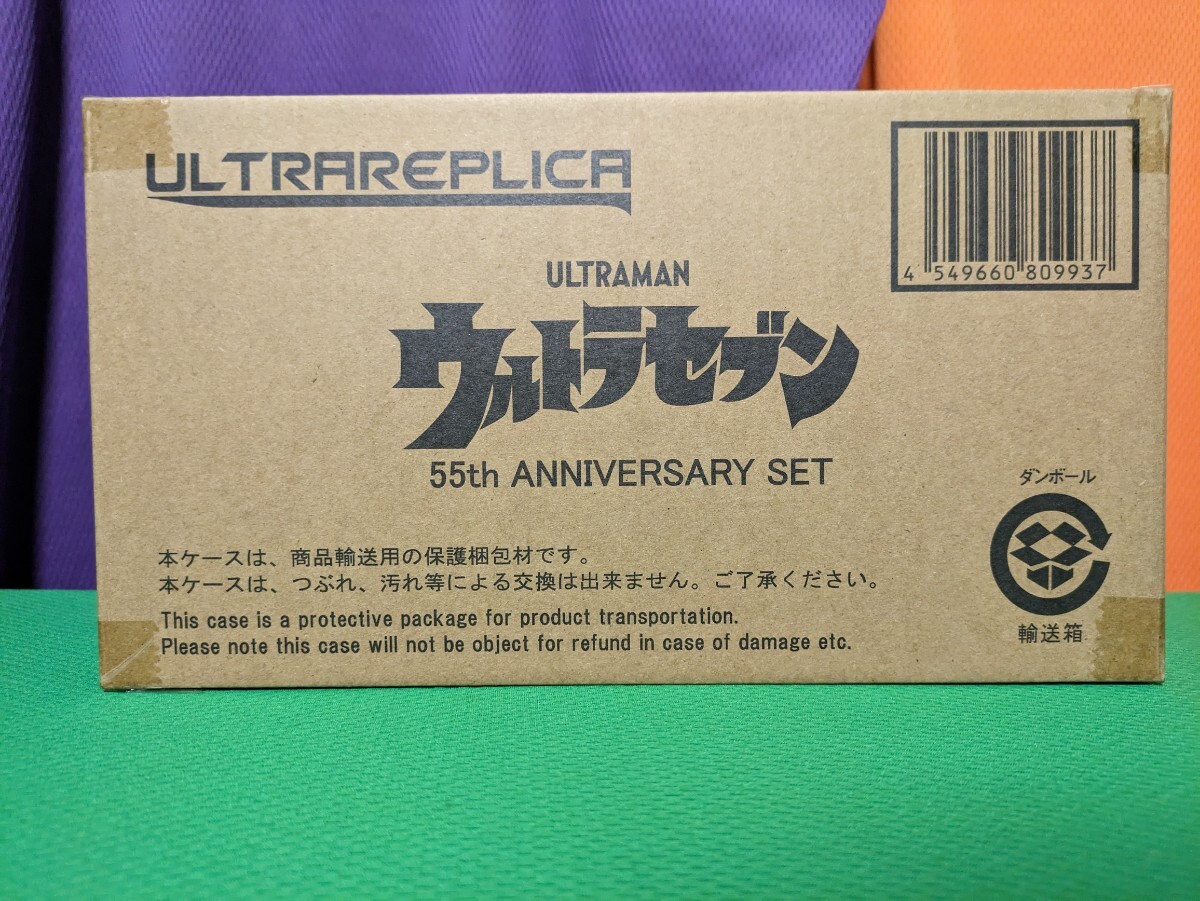 ULTRAREPLICA
4 549660 809937
ULTRAMAN
ウルトラセブン
55th ANNIVERSARY SET
ダンボール
輸送箱
本ケースは、商品輸送用の保護梱包材です。
本ケースは、つぶれ、汚れ等による交換は出来ません。ご了承ください。
This case is a protective package for product transportation.
Please note this case will not be object for refund in case of damage etc.